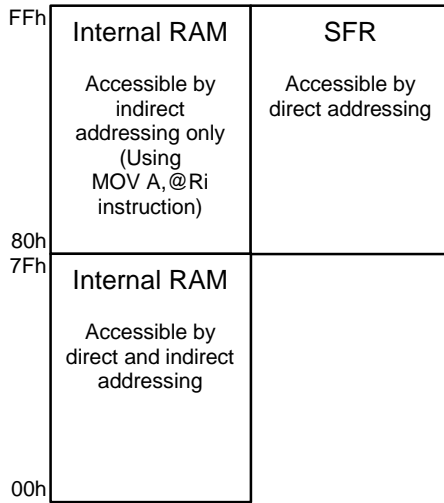 FFh
Internal RAM
Accessible by
indirect
addressing only
(Using
MOV A,@Ri
instruction)
SFR
Accessible by
direct addressing
80h
7Fh
Internal RAM
Accessible by
direct and indirect
addressing
00h